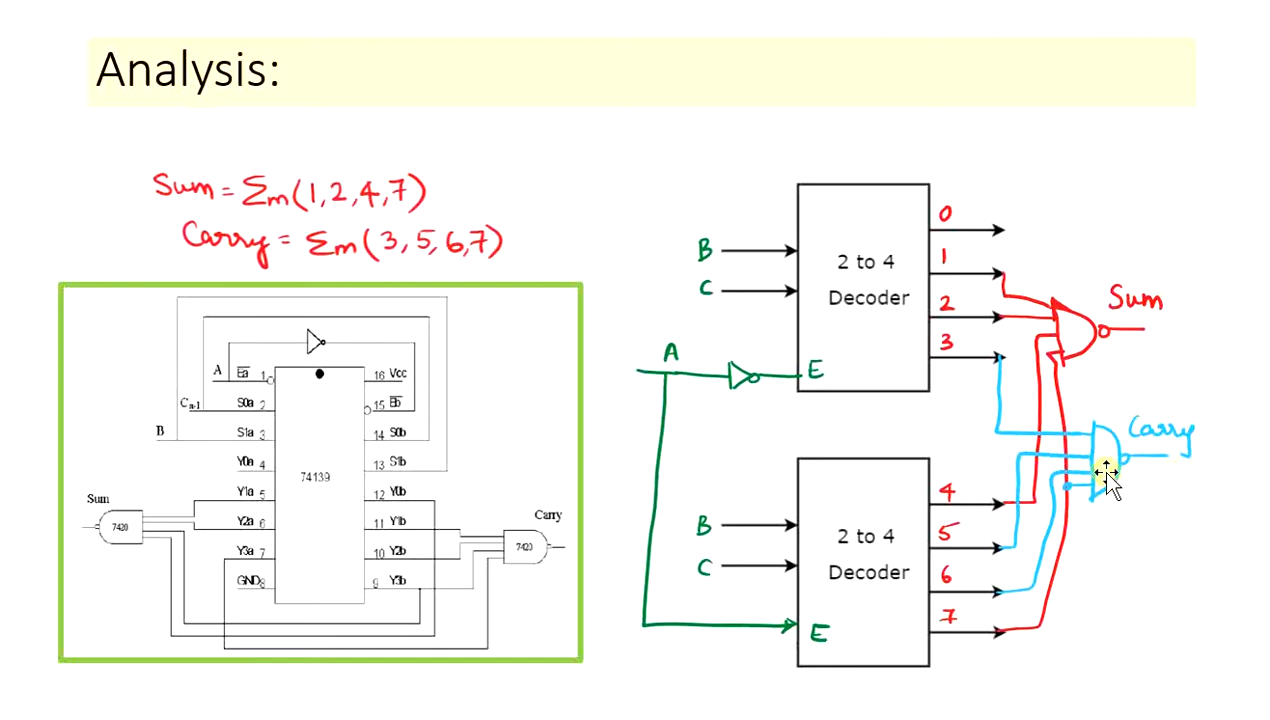 Analysis:
Sum = Σm(1,2,4,7)
Carry = Σm(3,5,6,7)
A 1 Ea
16 Vcc
Cn-1 S0a 2
15 Eb
B S1a 3
14 S0b
Y0a 4
13 S1b
74139
Sum
Y1a 5
12 Y0b
Carry
7420
Y2a 6
11 Y1b
Y3a 7
10 Y2b
7420
GND 8
9 Y3b
B
C
2 to 4
Decoder
0
1
2
3
Sum
A
E
Carry
B
C
2 to 4
Decoder
E
4
5
6
7